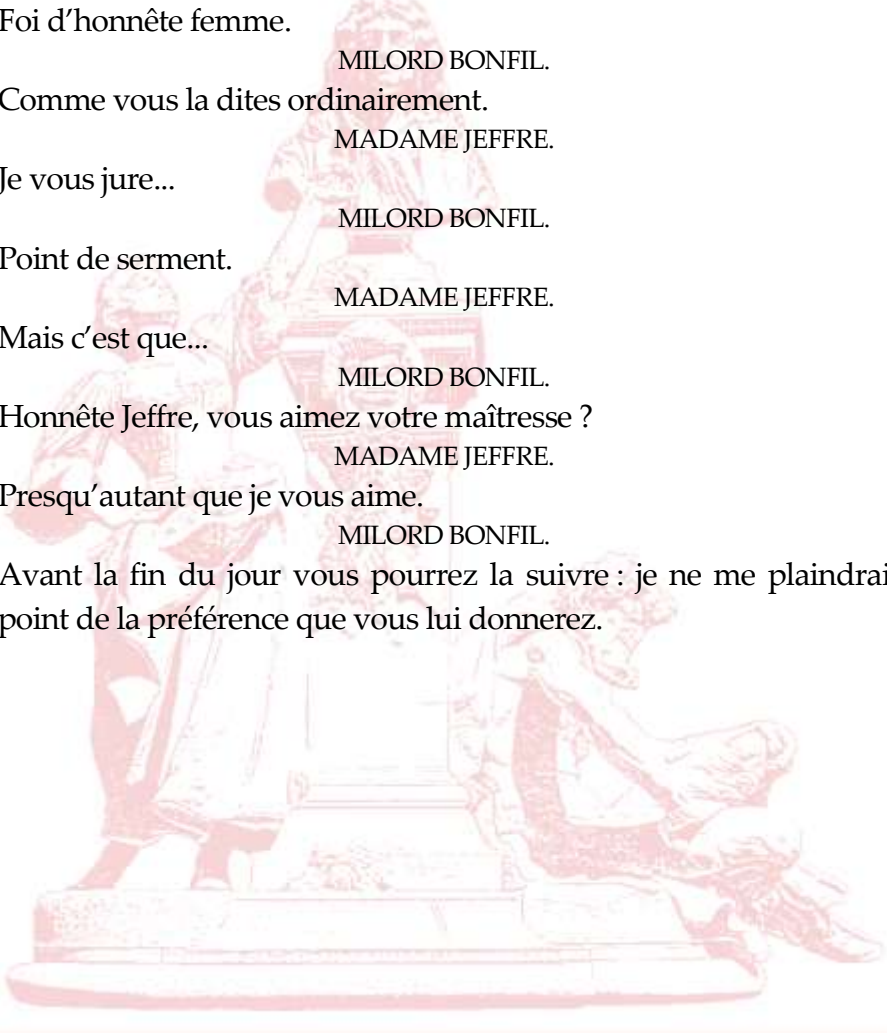 Foi d’honnête femme.
MILORD BONFIL.
Comme vous la dites ordinairement.
MADAME JEFFRE.
Je vous jure...
MILORD BONFIL.
Point de serment.
MADAME JEFFRE.
Mais c’est que...
MILORD BONFIL.
Honnête Jeffre, vous aimez votre maîtresse ?
MADAME JEFFRE.
Presqu’autant que je vous aime.
MILORD BONFIL.
Avant la fin du jour vous pourrez la suivre : je ne me plaindrai
point de la préférence que vous lui donnerez.